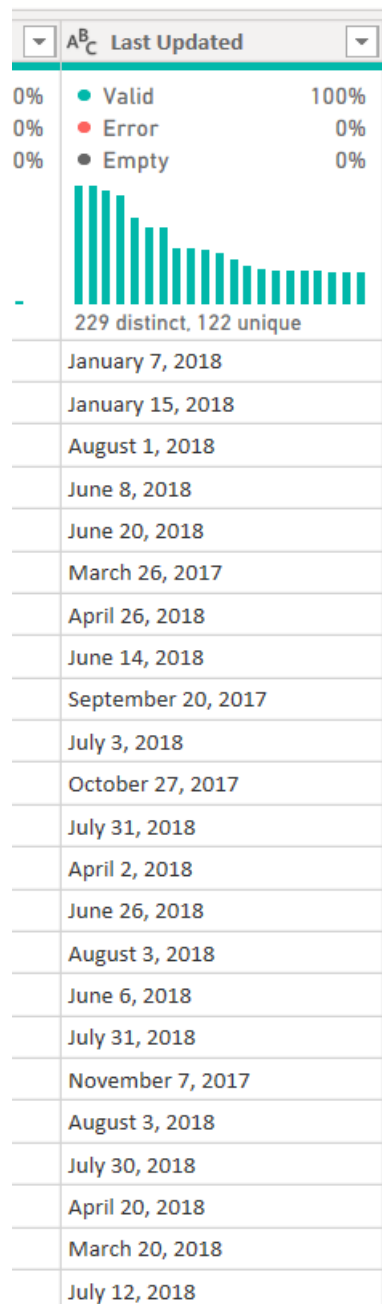 ABC Last Updated
0% Valid 100%
0% Error 0%
0% Empty 0%
229 distinct, 122 unique
January 7, 2018
January 15, 2018
August 1, 2018
June 8, 2018
June 20, 2018
March 26, 2017
April 26, 2018
June 14, 2018
September 20, 2017
July 3, 2018
October 27, 2017
July 31, 2018
April 2, 2018
June 26, 2018
August 3, 2018
June 6, 2018
July 31, 2018
November 7, 2017
August 3, 2018
July 30, 2018
April 20, 2018
March 20, 2018
July 12, 2018